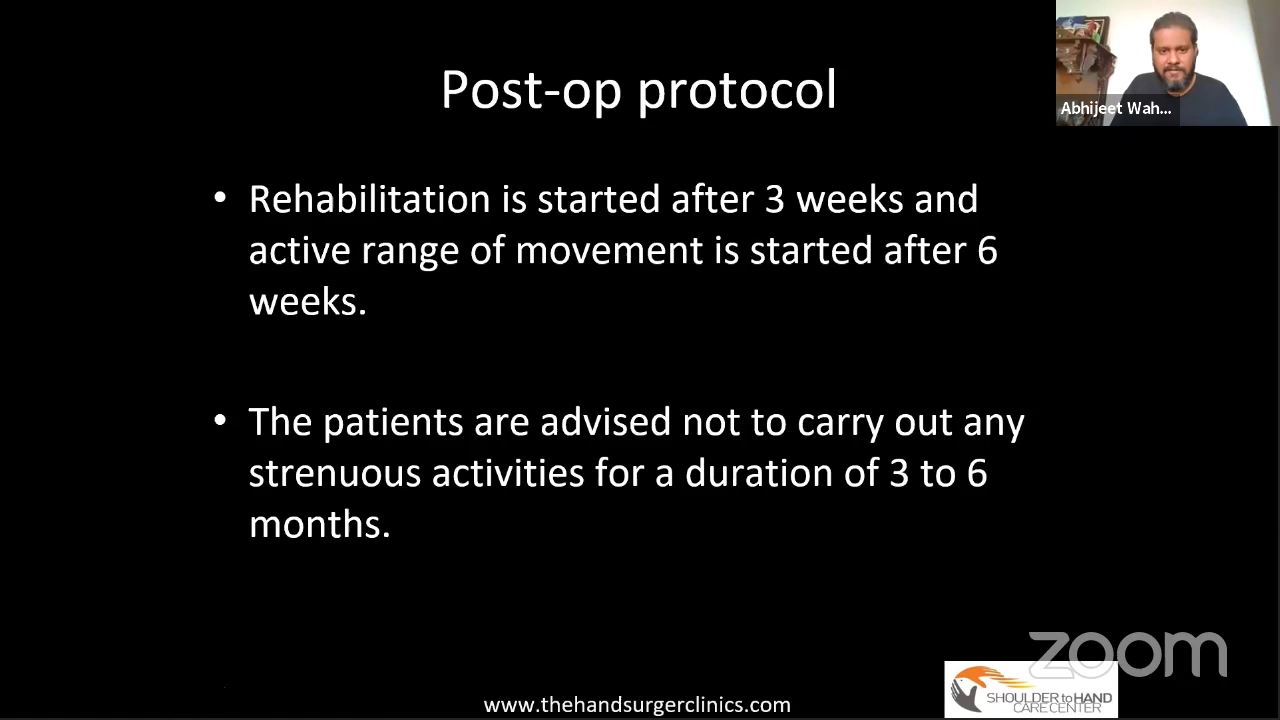 Post-op protocol
Abhijeet Wah...
• Rehabilitation is started after 3 weeks and
active range of movement is started after 6
weeks.
• The patients are advised not to carry out any
strenuous activities for a duration of 3 to 6
months.
zoom
SHOULDER to HAND
CARE CENTER
www.thehandsurgerclinics.com